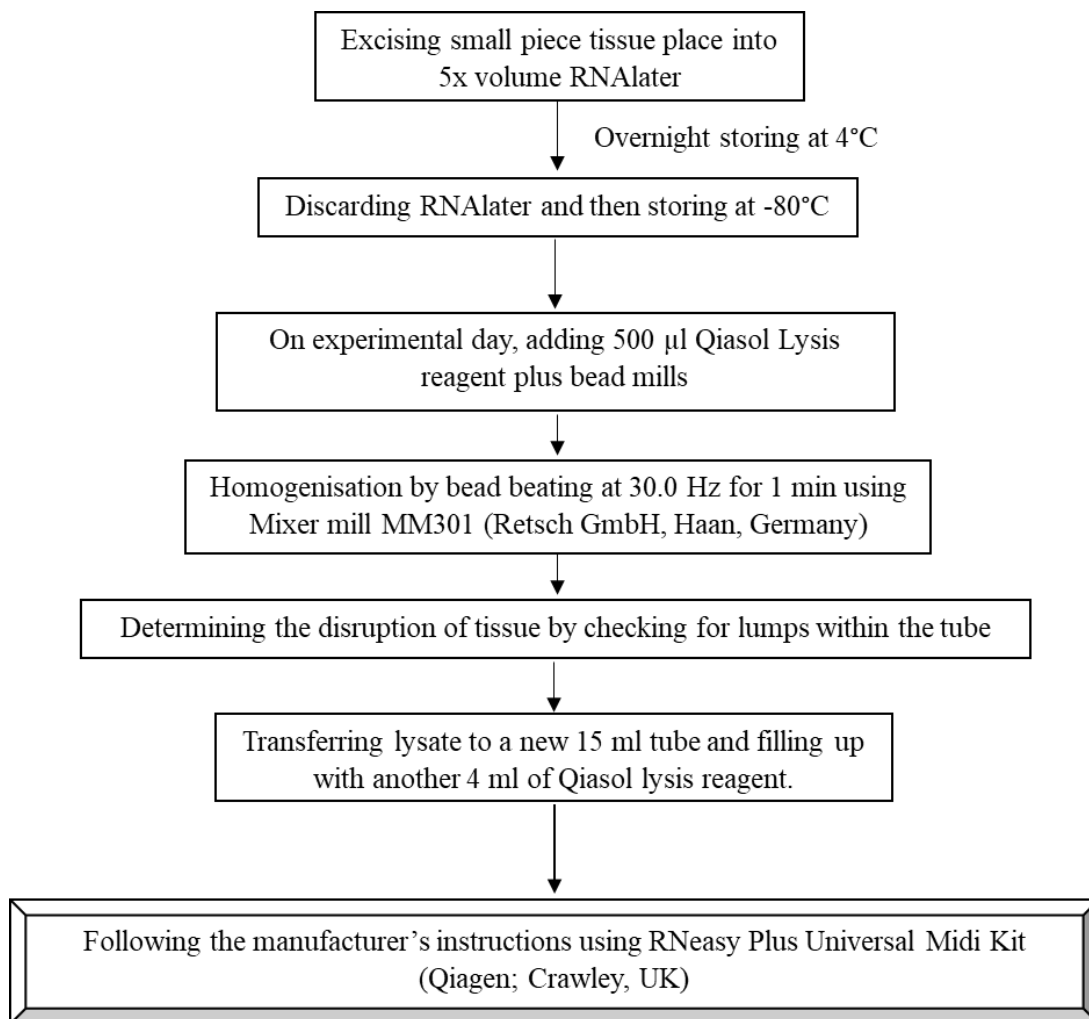 Excising small piece tissue place into
5x volume RNAlater
Overnight storing at 4°C
Discarding RNAlater and then storing at -80°C
On experimental day, adding 500 µl Qiasol Lysis
reagent plus bead mills
Homogenisation by bead beating at 30.0 Hz for 1 min using
Mixer mill MM301 (Retsch GmbH, Haan, Germany)
Determining the disruption of tissue by checking for lumps within the tube
Transferring lysate to a new 15 ml tube and filling up
with another 4 ml of Qiasol lysis reagent.
Following the manufacturer’s instructions using RNeasy Plus Universal Midi Kit
(Qiagen; Crawley, UK)